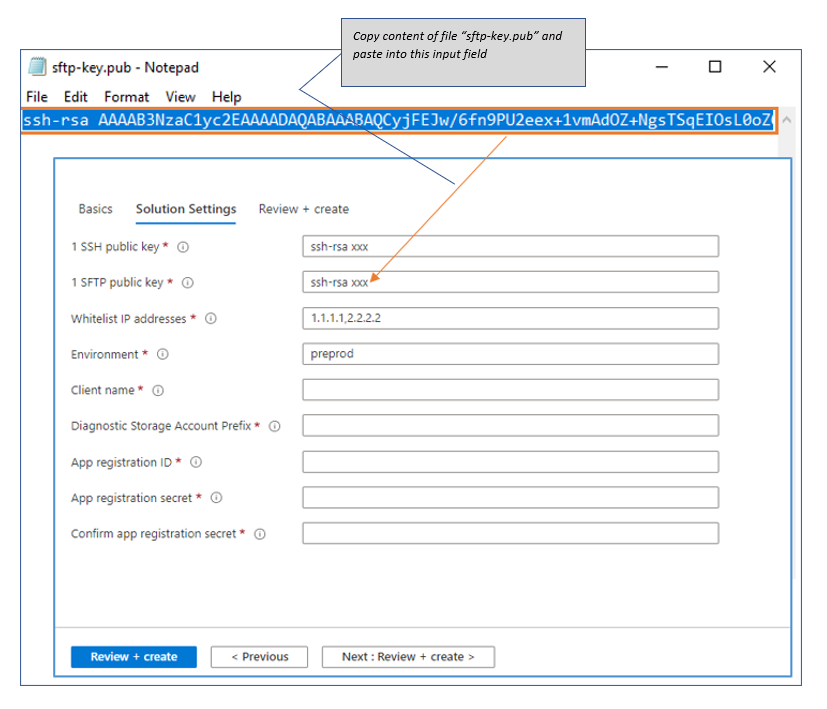 Copy content of file “sftp-key.pub” and
paste into this input field
sftp-key.pub - Notepad
File Edit Format View Help
ssh-rsa AAAAB3NzaC1yc2EAAAADAQABAAABAQCyjFEJw/6fn9PU2eex+1vmAdOZ+NgsTSqEIOsL0oZ
Basics Solution Settings Review + create
1 SSH public key * ssh-rsa xxx
1 SFTP public key * ssh-rsa xxx
Whitelist IP addresses * 1.1.1.1,2.2.2.2
Environment * preprod
Client name *
Diagnostic Storage Account Prefix *
App registration ID *
App registration secret *
Confirm app registration secret *
Review + create < Previous Next : Review + create >